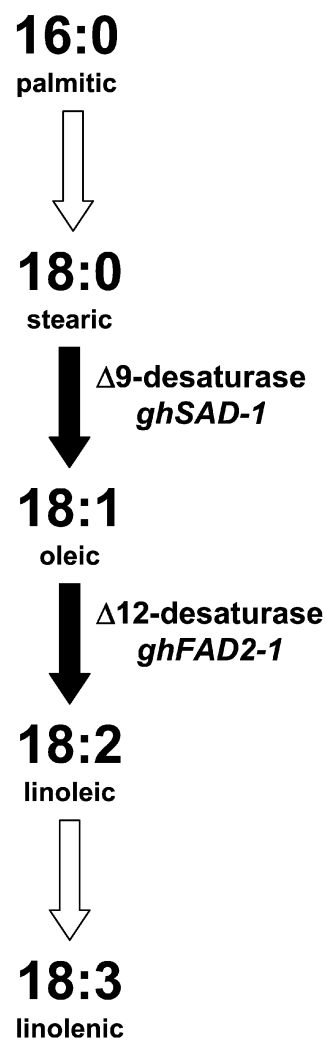 16:0
palmitic
18:0
stearic
Δ9-desaturase
ghSAD-1
18:1
oleic
Δ12-desaturase
ghFAD2-1
18:2
linoleic
18:3
linolenic